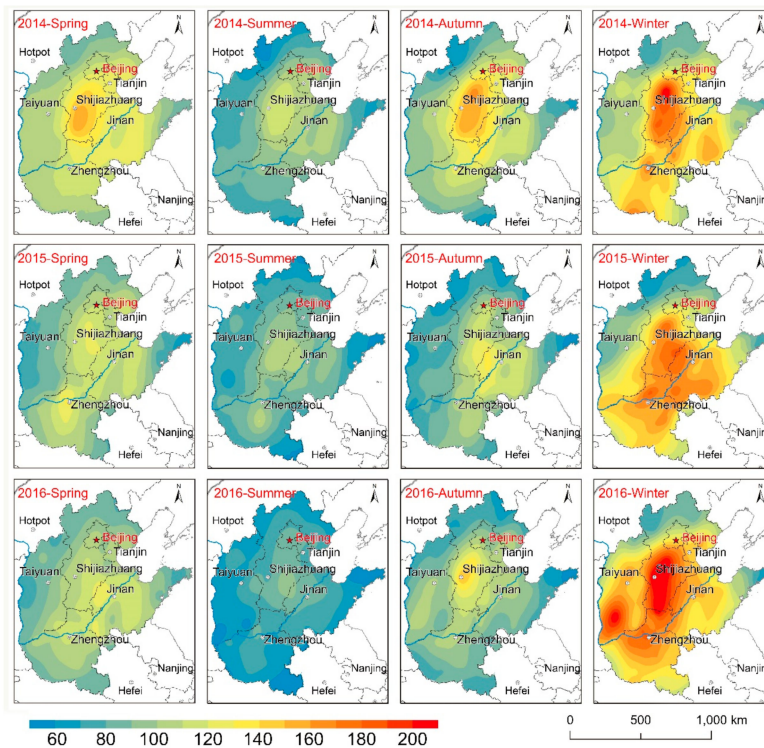 2014-Spring
N
Hotpot
Beijing
Tianjin
Taiyuan
Shijiazhuang
Jinan
Zhengzhou
Nanjing
Hefei
2014-Summer
N
Hotpot
Beijing
Tianjin
Taiyuan
Shijiazhuang
Jinan
Zhengzhou
Nanjing
Hefei
2014-Autumn
N
Hotpot
Beijing
Tianjin
Taiyuan
Shijiazhuang
Jinan
Zhengzhou
Nanjing
Hefei
2014-Winter
N
Hotpot
Beijing
Tianjin
Taiyuan
Shijiazhuang
Jinan
Zhengzhou
Nanjing
Hefei
2015-Spring
N
Hotpot
Beijing
Tianjin
Taiyuan
Shijiazhuang
Jinan
Zhengzhou
Nanjing
Hefei
2015-Summer
N
Hotpot
Beijing
Tianjin
Taiyuan
Shijiazhuang
Jinan
Zhengzhou
Nanjing
Hefei
2015-Autumn
N
Hotpot
Beijing
Tianjin
Taiyuan
Shijiazhuang
Jinan
Zhengzhou
Nanjing
Hefei
2015-Winter
N
Hotpot
Beijing
Tianjin
Taiyuan
Shijiazhuang
Jinan
Zhengzhou
Nanjing
Hefei
2016-Spring
N
Hotpot
Beijing
Tianjin
Taiyuan
Shijiazhuang
Jinan
Zhengzhou
Nanjing
Hefei
2016-Summer
N
Hotpot
Beijing
Tianjin
Taiyuan
Shijiazhuang
Jinan
Zhengzhou
Nanjing
Hefei
2016-Autumn
N
Hotpot
Beijing
Tianjin
Taiyuan
Shijiazhuang
Jinan
Zhengzhou
Nanjing
Hefei
2016-Winter
N
Hotpot
Beijing
Tianjin
Taiyuan
Shijiazhuang
Jinan
Zhengzhou
Nanjing
Hefei
60 80 100 120 140 160 180 200
0 500 1,000 km